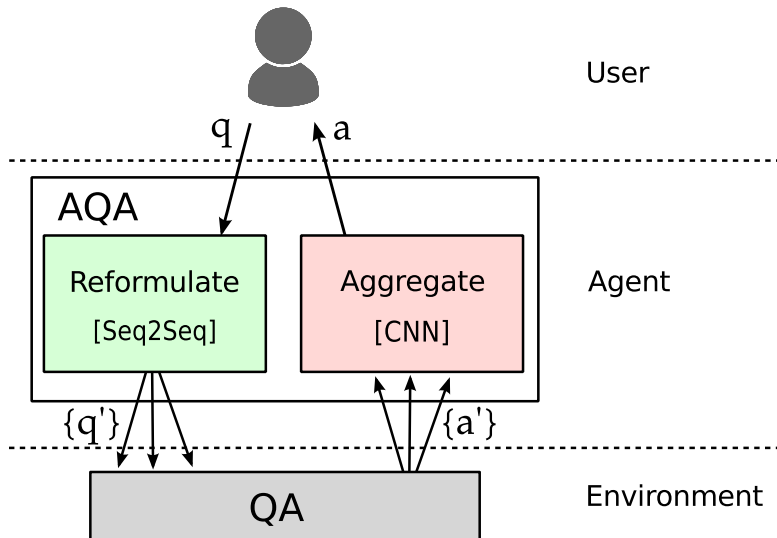 User
q
a
AQA
Reformulate
[Seq2Seq]
Aggregate
[CNN]
Agent
{q'}
{a'}
QA
Environment